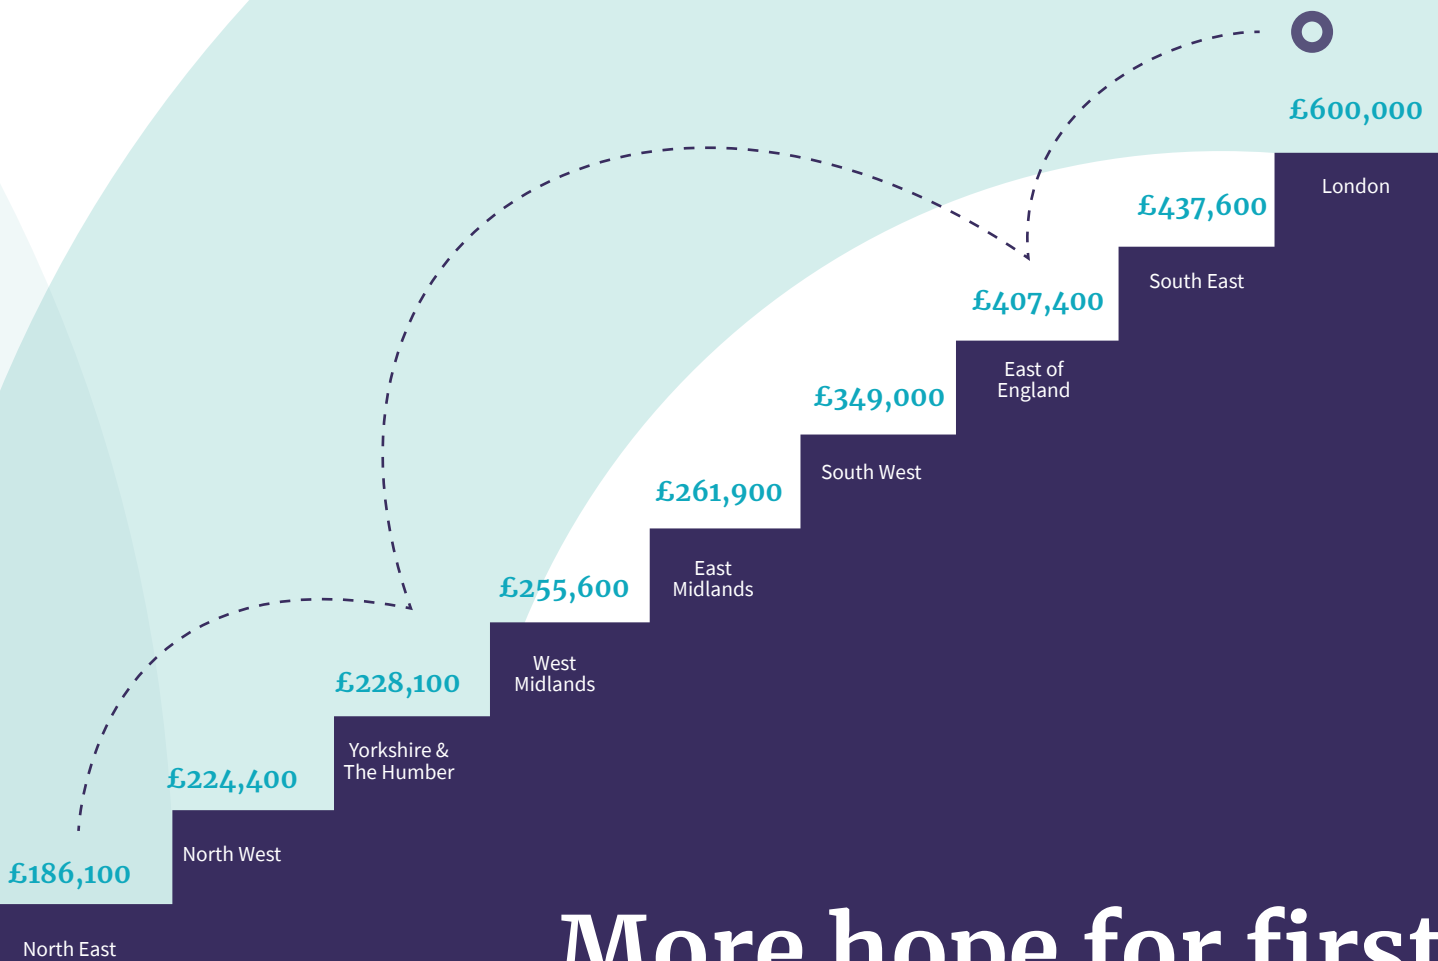 £600,000
London
£437,600
South East
£407,400
East of
England
£349,000
South West
£261,900
East
Midlands
£255,600
West
Midlands
£228,100
Yorkshire &
The Humber
£224,400
North West
£186,100
North East
More hope for first